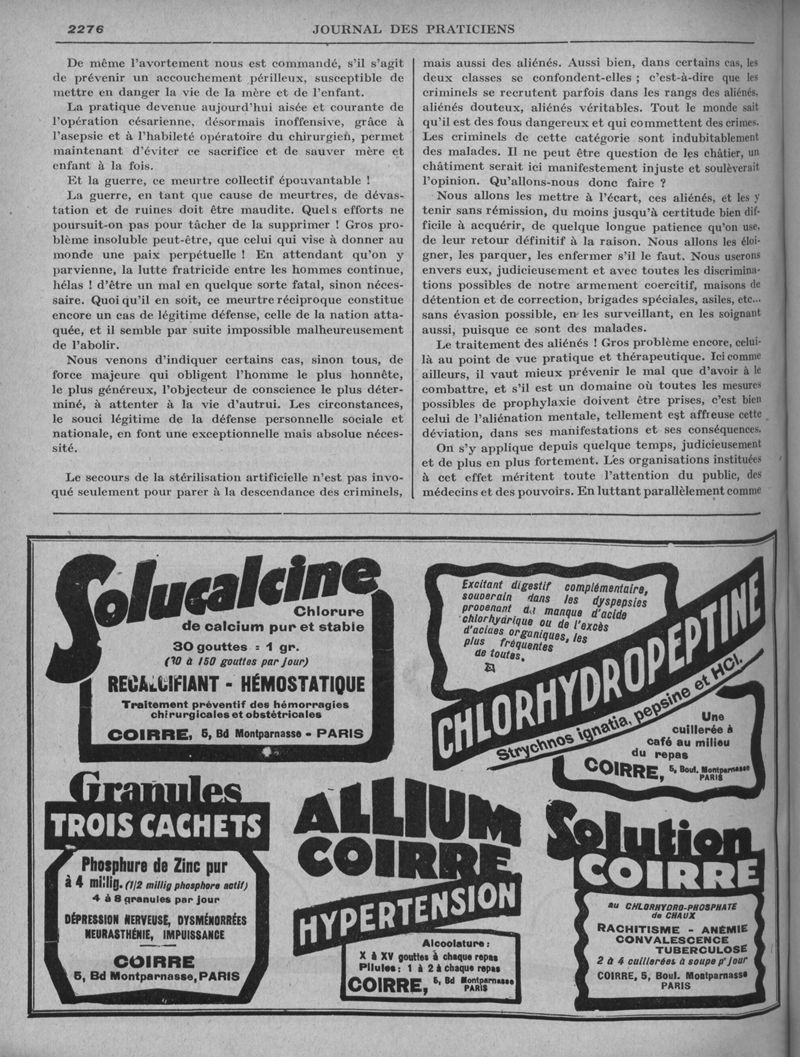 2276
JOURNAL DES PRATICIENS
De même l'avortement nous est commandé, s'il s'agit
de prévenir un accouchement périlleux, susceptible de
mettre en danger la vie de la mère et de l'enfant.
La pratique devenue aujourd'hui aisée et courante de
l'opération césarienne, désormais inoffensive, grâce à
l'asepsie et à l'habileté opératoire du chirurgien, permet
maintenant d'éviter ce sacrifice et de sauver mère et
enfant à la fois.
Et la guerre, ce meurtre collectif épouvantable !
La guerre, en tant que cause de meurtres, de dévas-
tation et de ruines doit être maudite. Quels efforts ne
poursuit-on pas pour tâcher de la supprimer ! Gros pro-
blème insoluble peut-être, que celui qui vise à donner au
monde une paix perpétuelle ! En attendant qu'on y
parvienne, la lutte fratricide entre les hommes continue,
hélas ! d'être un mal en quelque sorte fatal, sinon néces-
saire. Quoi qu'il en soit, ce meurtre réciproque constitue
encore un cas de légitime défense, celle de la nation atta-
quée, et il semble par suite impossible malheureusement
de l'abolir.
Nous venons d'indiquer certains cas, sinon tous, de
force majeure qui obligent l'homme le plus honnête,
le plus généreux, l'objecteur de conscience le plus déter-
miné, à attenter à la vie d'autrui. Les circonstances,
le souci légitime de la défense personnelle sociale et
nationale, en font une exceptionnelle mais absolue néces-
sité.
Le secours de la stérilisation artificielle n'est pas invo-
qué seulement pour parer à la descendance des criminels,
mais aussi des aliénés. Aussi bien, dans certains cas, les
deux classes se confondent-elles ; c'est-à-dire que les
criminels se recrutent parfois dans les rangs des aliénés,
aliénés douteux, aliénés véritables. Tout le monde sait
qu'il est des fous dangereux et qui commettent des crimes.
Les criminels de cette catégorie sont indubitablement
des malades. Il ne peut être question de les châtier, un
châtiment serait ici manifestement injuste et soulèverait
l'opinion. Qu'allons-nous donc faire ?
Nous allons les mettre à l'écart, ces aliénés, et les y
tenir sans rémission, du moins jusqu'à certitude bien dif-
ficile à acquérir, de quelque longue patience qu'on use,
de leur retour définitif à la raison. Nous allons les éloi-
gner, les parquer, les enfermer s'il le faut. Nous userons
envers eux, judicieusement et avec toutes les discrimina-
tions possibles de notre armement coercitif, maisons de
détention et de correction, brigades spéciales, asiles, etc...
sans évasion possible, en les surveillant, en les soignant
aussi, puisque ce sont des malades.
Le traitement des aliénés ! Gros problème encore, celui-
là au point de vue pratique et thérapeutique. Ici comme
ailleurs, il vaut mieux prévenir le mal que d'avoir à le
combattre, et s'il est un domaine où toutes les mesures
possibles de prophylaxie doivent être prises, c'est bien
celui de l'aliénation mentale, tellement est affreuse cette
déviation, dans ses manifestations et ses conséquences.
On s'y applique depuis quelque temps, judicieusement
et de plus en plus fortement. Les organisations instituées
à cet effet méritent toute l'attention du public, des
médecins et des pouvoirs. En luttant parallèlement comme
Solucalcine
Chlorure
de calcium pur et stable
30 gouttes = 1 gr.
(10 à 150 gouttes par jour)
RECALCIFIANT - HÉMOSTATIQUE
Traitement préventif des hémorragies
chirurgicales et obstétricales
COIRRE, 5, Bd Montparnasse - PARIS
Excitant digestif complémentaire,
souverain dans les dyspepsies
provenant du manque d'acide
chlorhydrique ou de l'excès
d'acides organiques, les
plus fréquentes
de toutes.
CHLORHYDROPEPTINE
Strychnos ignatia, pepsine et HCl.
Une
cuillerée à
café au milieu
du repas
COIRRE, 5, Boul. Montparnasse
PARIS
Granules
TROIS CACHETS
Phosphure de Zinc pur
à 4 millig. (1/2 millig phosphore actif)
4 à 8 granules par jour
DÉPRESSION NERVEUSE, DYSMÉNORRÉES
NEURASTHÉNIE, IMPUISSANCE
COIRRE
5, Bd Montparnasse, PARIS
ALLIUM
COIRRE
HYPERTENSION
Alcoolature :
X à XV gouttes à chaque repas
Pilules : 1 à 2 à chaque repas
COIRRE, 5, Bd Montparnasse
PARIS
Solution
COIRRE
au CHLORHYDRO-PHOSPHATE
de CHAUX
RACHITISME - ANÉMIE
CONVALESCENCE
TUBERCULOSE
2 à 4 cuillerées à soupe pr jour
COIRRE, 5, Boul. Montparnasse
PARIS